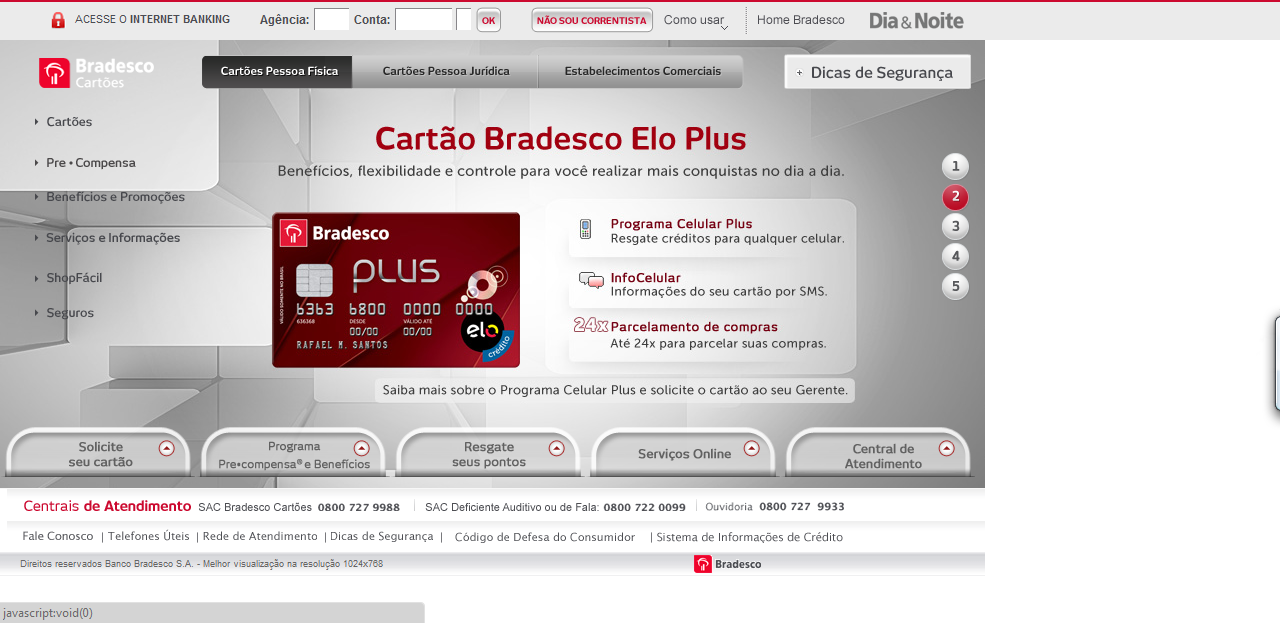 ACESSE O INTERNET BANKING Agência: Conta: OK NÃO SOU CORRENTISTA Como usar Home Bradesco Dia & Noite
Bradesco
Cartões
Cartões Pessoa Física Cartões Pessoa Jurídica Estabelecimentos Comerciais
Dicas de Segurança
Cartões
Pre • Compensa
Benefícios e Promoções
Serviços e Informações
ShopFácil
Seguros
Cartão Bradesco Elo Plus
Benefícios, flexibilidade e controle para você realizar mais conquistas no dia a dia.
1
2
3
4
5
Bradesco
plus
VÁLIDO SOMENTE NO BRASIL
6363 6800 0000 0000
636368 DESDE VÁLIDO ATÉ
00/00 00/00
RAFAEL M. SANTOS
elo
crédito
Programa Celular Plus
Resgate créditos para qualquer celular.
InfoCelular
Informações do seu cartão por SMS.
24x Parcelamento de compras
Até 24x para parcelar suas compras.
Saiba mais sobre o Programa Celular Plus e solicite o cartão ao seu Gerente.
Solicite
seu cartão
Programa
Pre•compensa® e Benefícios
Resgate
seus pontos
Serviços Online
Central de
Atendimento
Centrais de Atendimento SAC Bradesco Cartões 0800 727 9988 SAC Deficiente Auditivo ou de Fala: 0800 722 0099 Ouvidoria 0800 727 9933
Fale Conosco | Telefones Úteis | Rede de Atendimento | Dicas de Segurança | Código de Defesa do Consumidor | Sistema de Informações de Crédito
Direitos reservados Banco Bradesco S.A. - Melhor visualização na resolução 1024x768 Bradesco
javascript:void(0)